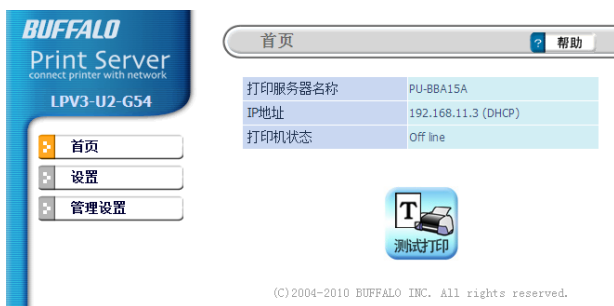 BUFFALO
Print Server
connect printer with network
LPV3-U2-G54
首页
设置
管理设置
首页
? 帮助
打印服务器名称 PU-BBA15A
IP地址 192.168.11.3 (DHCP)
打印机状态 Off line
T
测试打印
(C)2004-2010 BUFFALO INC. All rights reserved.